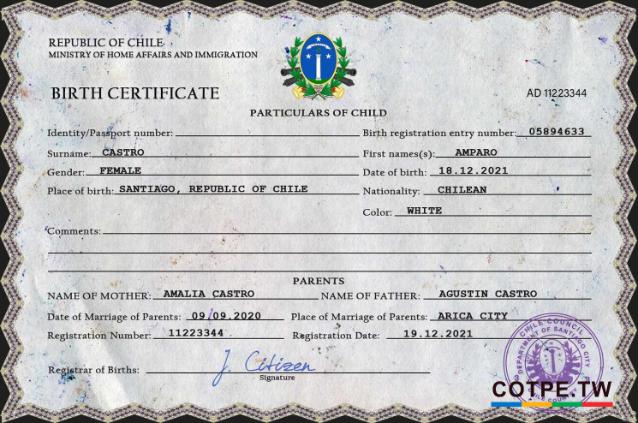 REPUBLIC OF CHILE
MINISTRY OF HOME AFFAIRS AND IMMIGRATION
BIRTH CERTIFICATE
AD 11223344
PARTICULARS OF CHILD
Identity/Passport number: Birth registration entry number: 05894633
Surname: CASTRO First names(s): AMPARO
Gender: FEMALE Date of birth: 18.12.2021
Place of birth: SANTIAGO, REPUBLIC OF CHILE Nationality: CHILEAN
Color: WHITE
Comments:
PARENTS
NAME OF MOTHER: AMALIA CASTRO NAME OF FATHER: AGUSTIN CASTRO
Date of Marriage of Parents: 09.09.2020 Place of Marriage of Parents: ARICA CITY
Registration Number: 11223344 Registration Date: 19.12.2021
Registrar of Births: J. Citizen
Signature
CHILE COUNCIL
DEPARTMENT OF SANTIAGO CITY
COTPE.TW